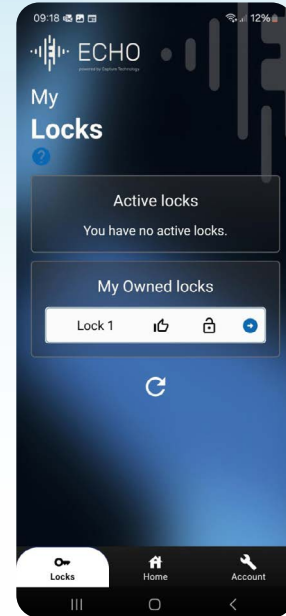 09:18 12%
ECHO
powered by Sapture Technology
My
Locks
?
Active locks
You have no active locks.
My Owned locks
Lock 1
Locks Home Account